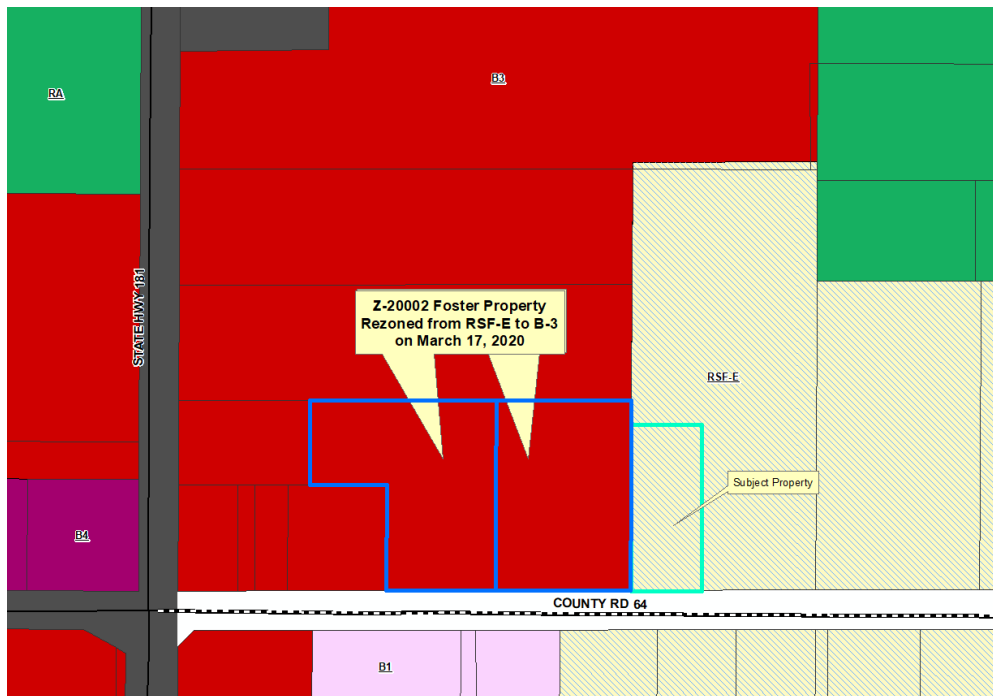 B3
RA
STATE HWY 181
Z-20002 Foster Property
Rezoned from RSF-E to B-3
on March 17, 2020
RSF-E
Subject Property
B4
COUNTY RD 64
B1